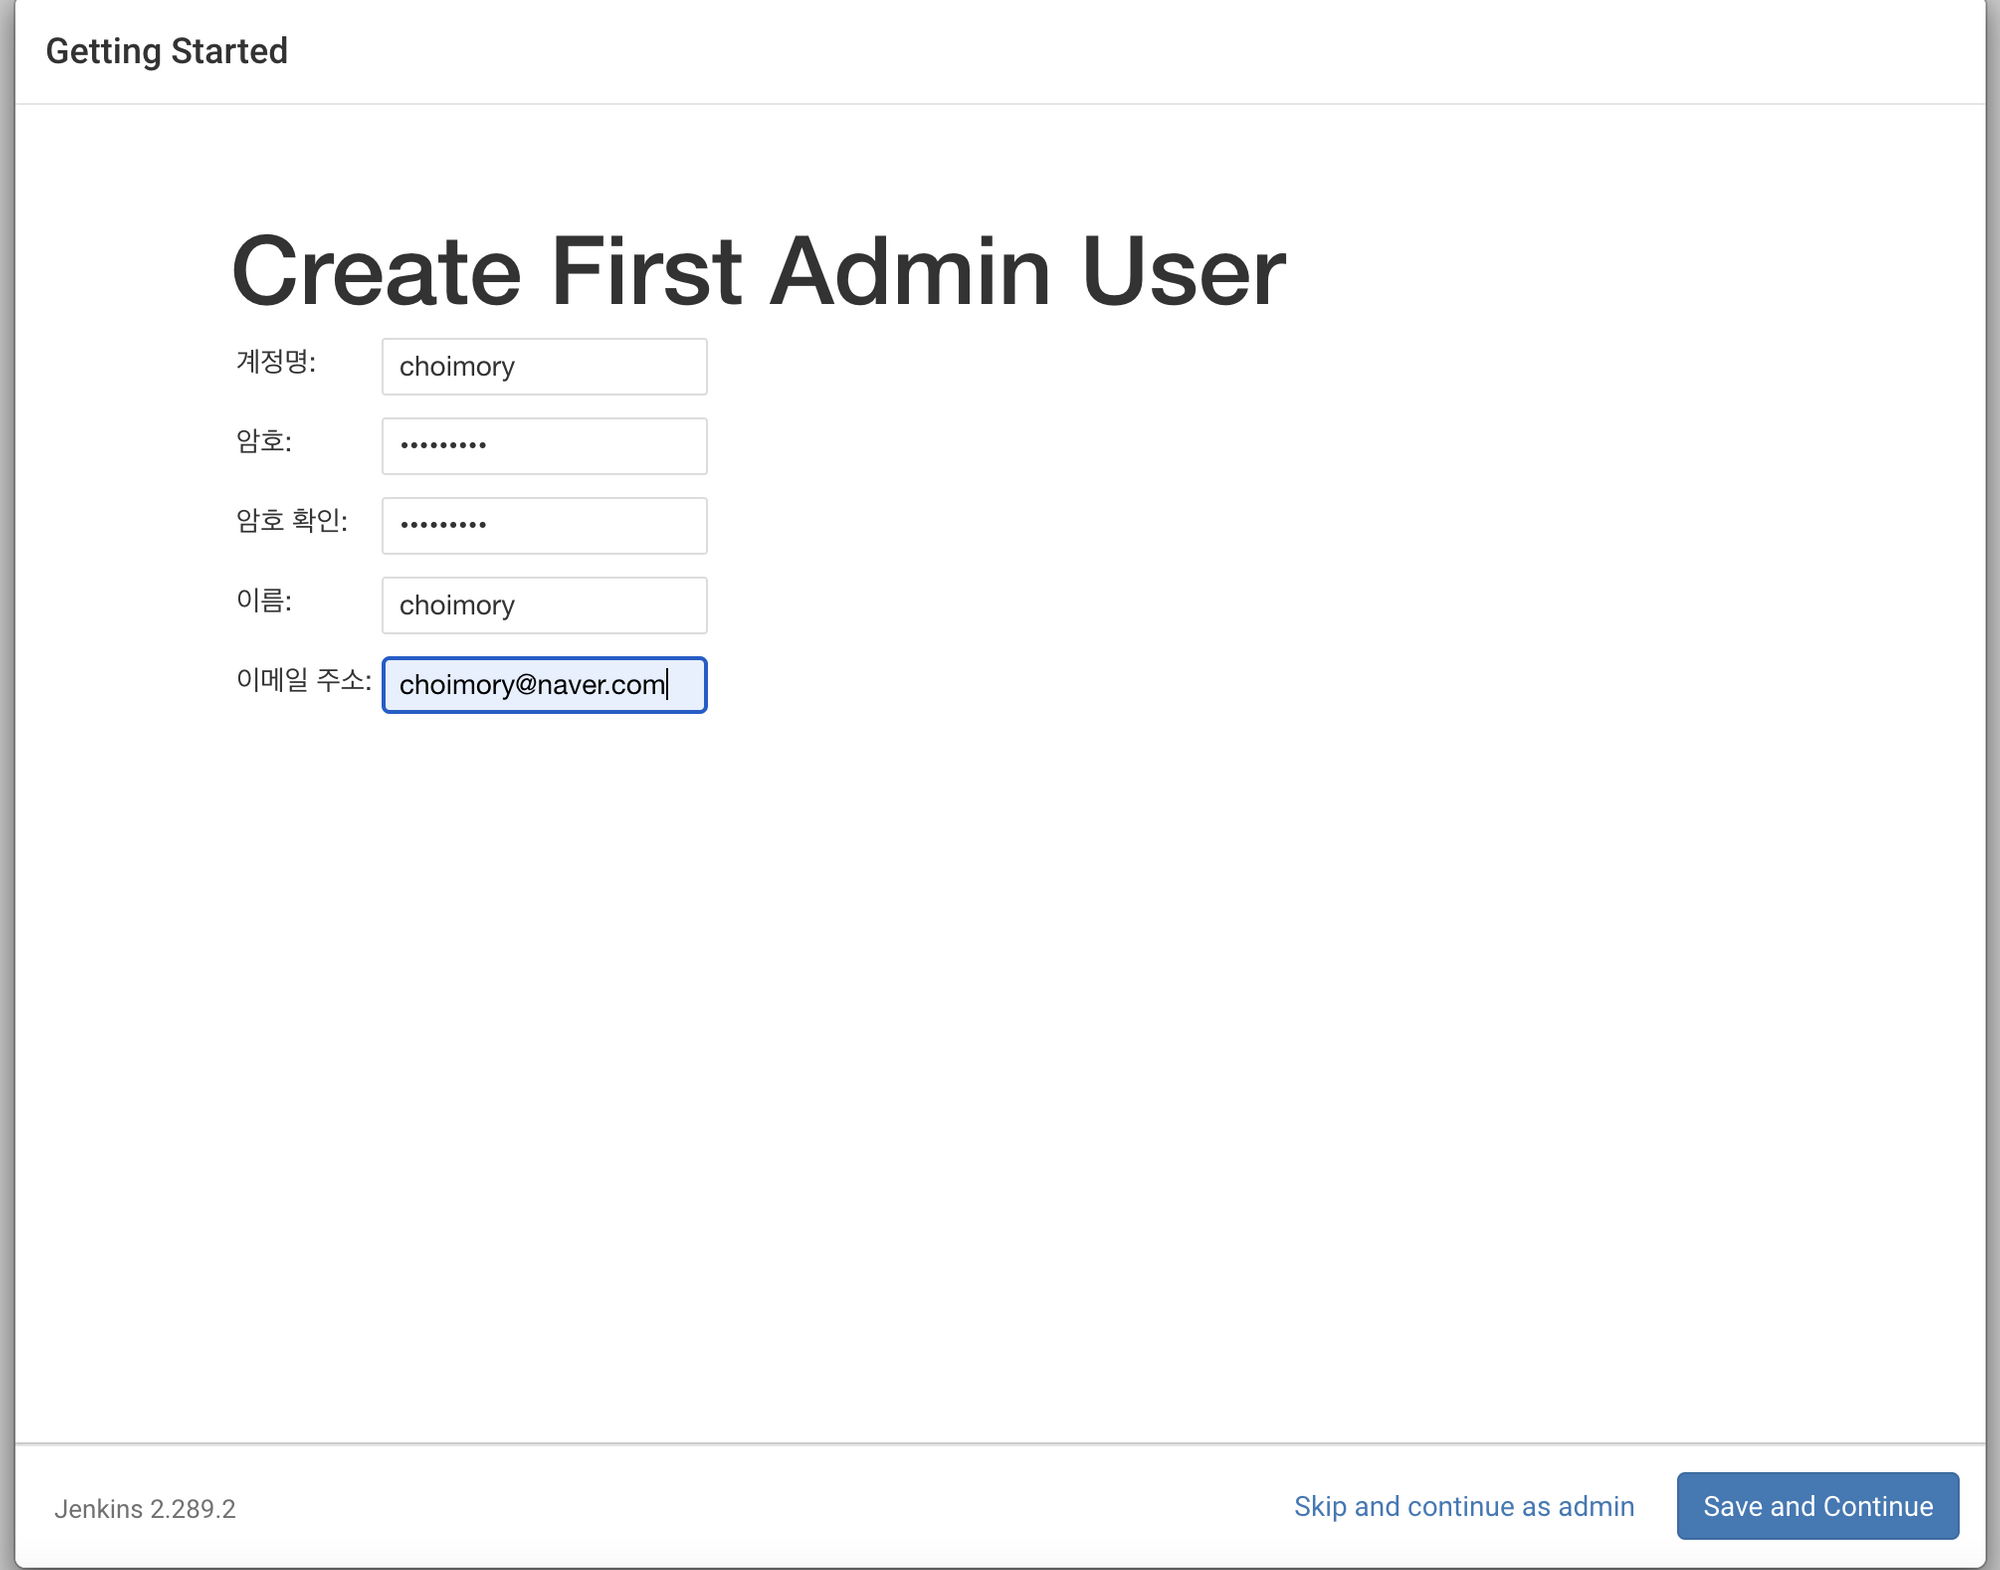 Getting Started
Create First Admin User
계정명: choimory
암호: •••••••••
암호 확인: •••••••••
이름: choimory
이메일 주소: choimory@naver.com
Jenkins 2.289.2 Skip and continue as admin Save and Continue